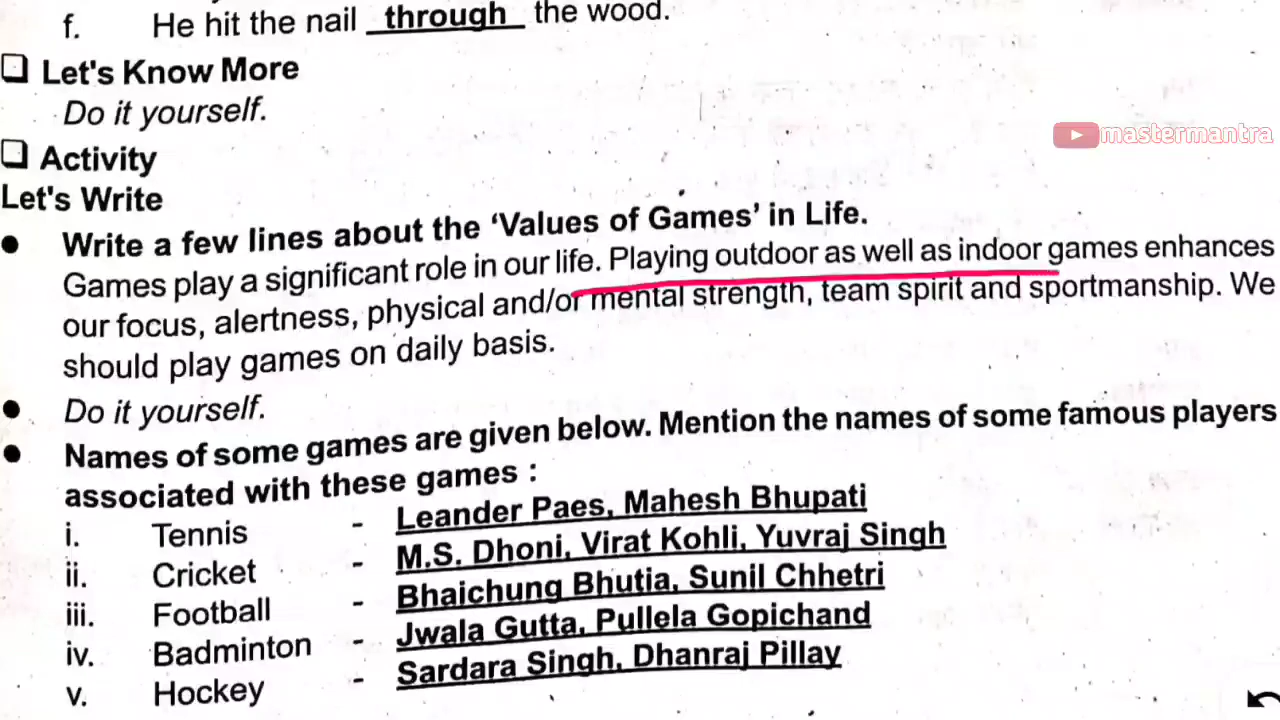 f. He hit the nail through the wood.
Let's Know More
Do it yourself.
mastermantra
Activity
Let's Write
● Write a few lines about the ‘Values of Games’ in Life.
Games play a significant role in our life. Playing outdoor as well as indoor games enhances
our focus, alertness, physical and/or mental strength, team spirit and sportmanship. We
should play games on daily basis.
● Do it yourself.
● Names of some games are given below. Mention the names of some famous players
associated with these games :
i. Tennis - Leander Paes, Mahesh Bhupati
ii. Cricket - M.S. Dhoni, Virat Kohli, Yuvraj Singh
iii. Football - Bhaichung Bhutia, Sunil Chhetri
iv. Badminton - Jwala Gutta, Pullela Gopichand
v. Hockey - Sardara Singh, Dhanraj Pillay